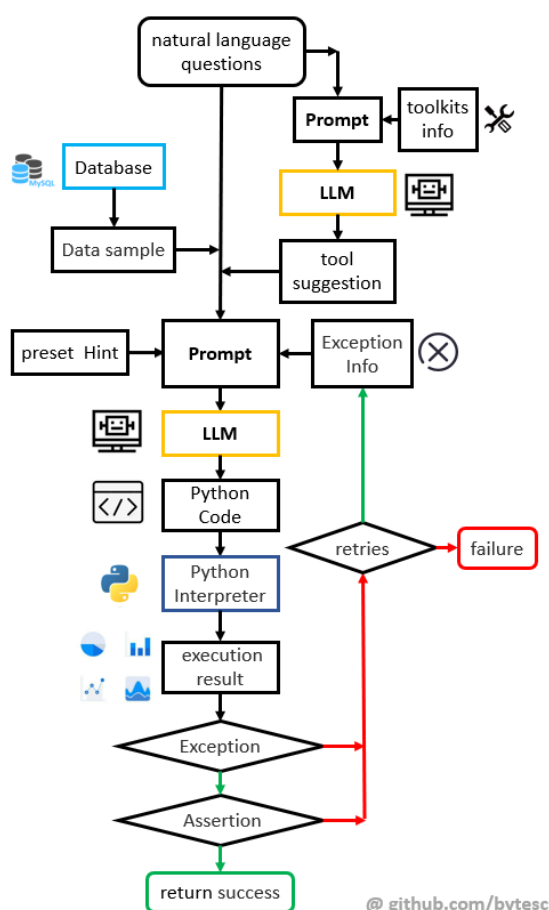 natural language
questions
Prompt
toolkits
info
Database
MySQL
LLM
Data sample
tool
suggestion
preset Hint
Prompt
Exception
Info
LLM
</>
Python
Code
retries
failure
Python
Interpreter
execution
result
Exception
Assertion
return success
@ github.com/bytesc